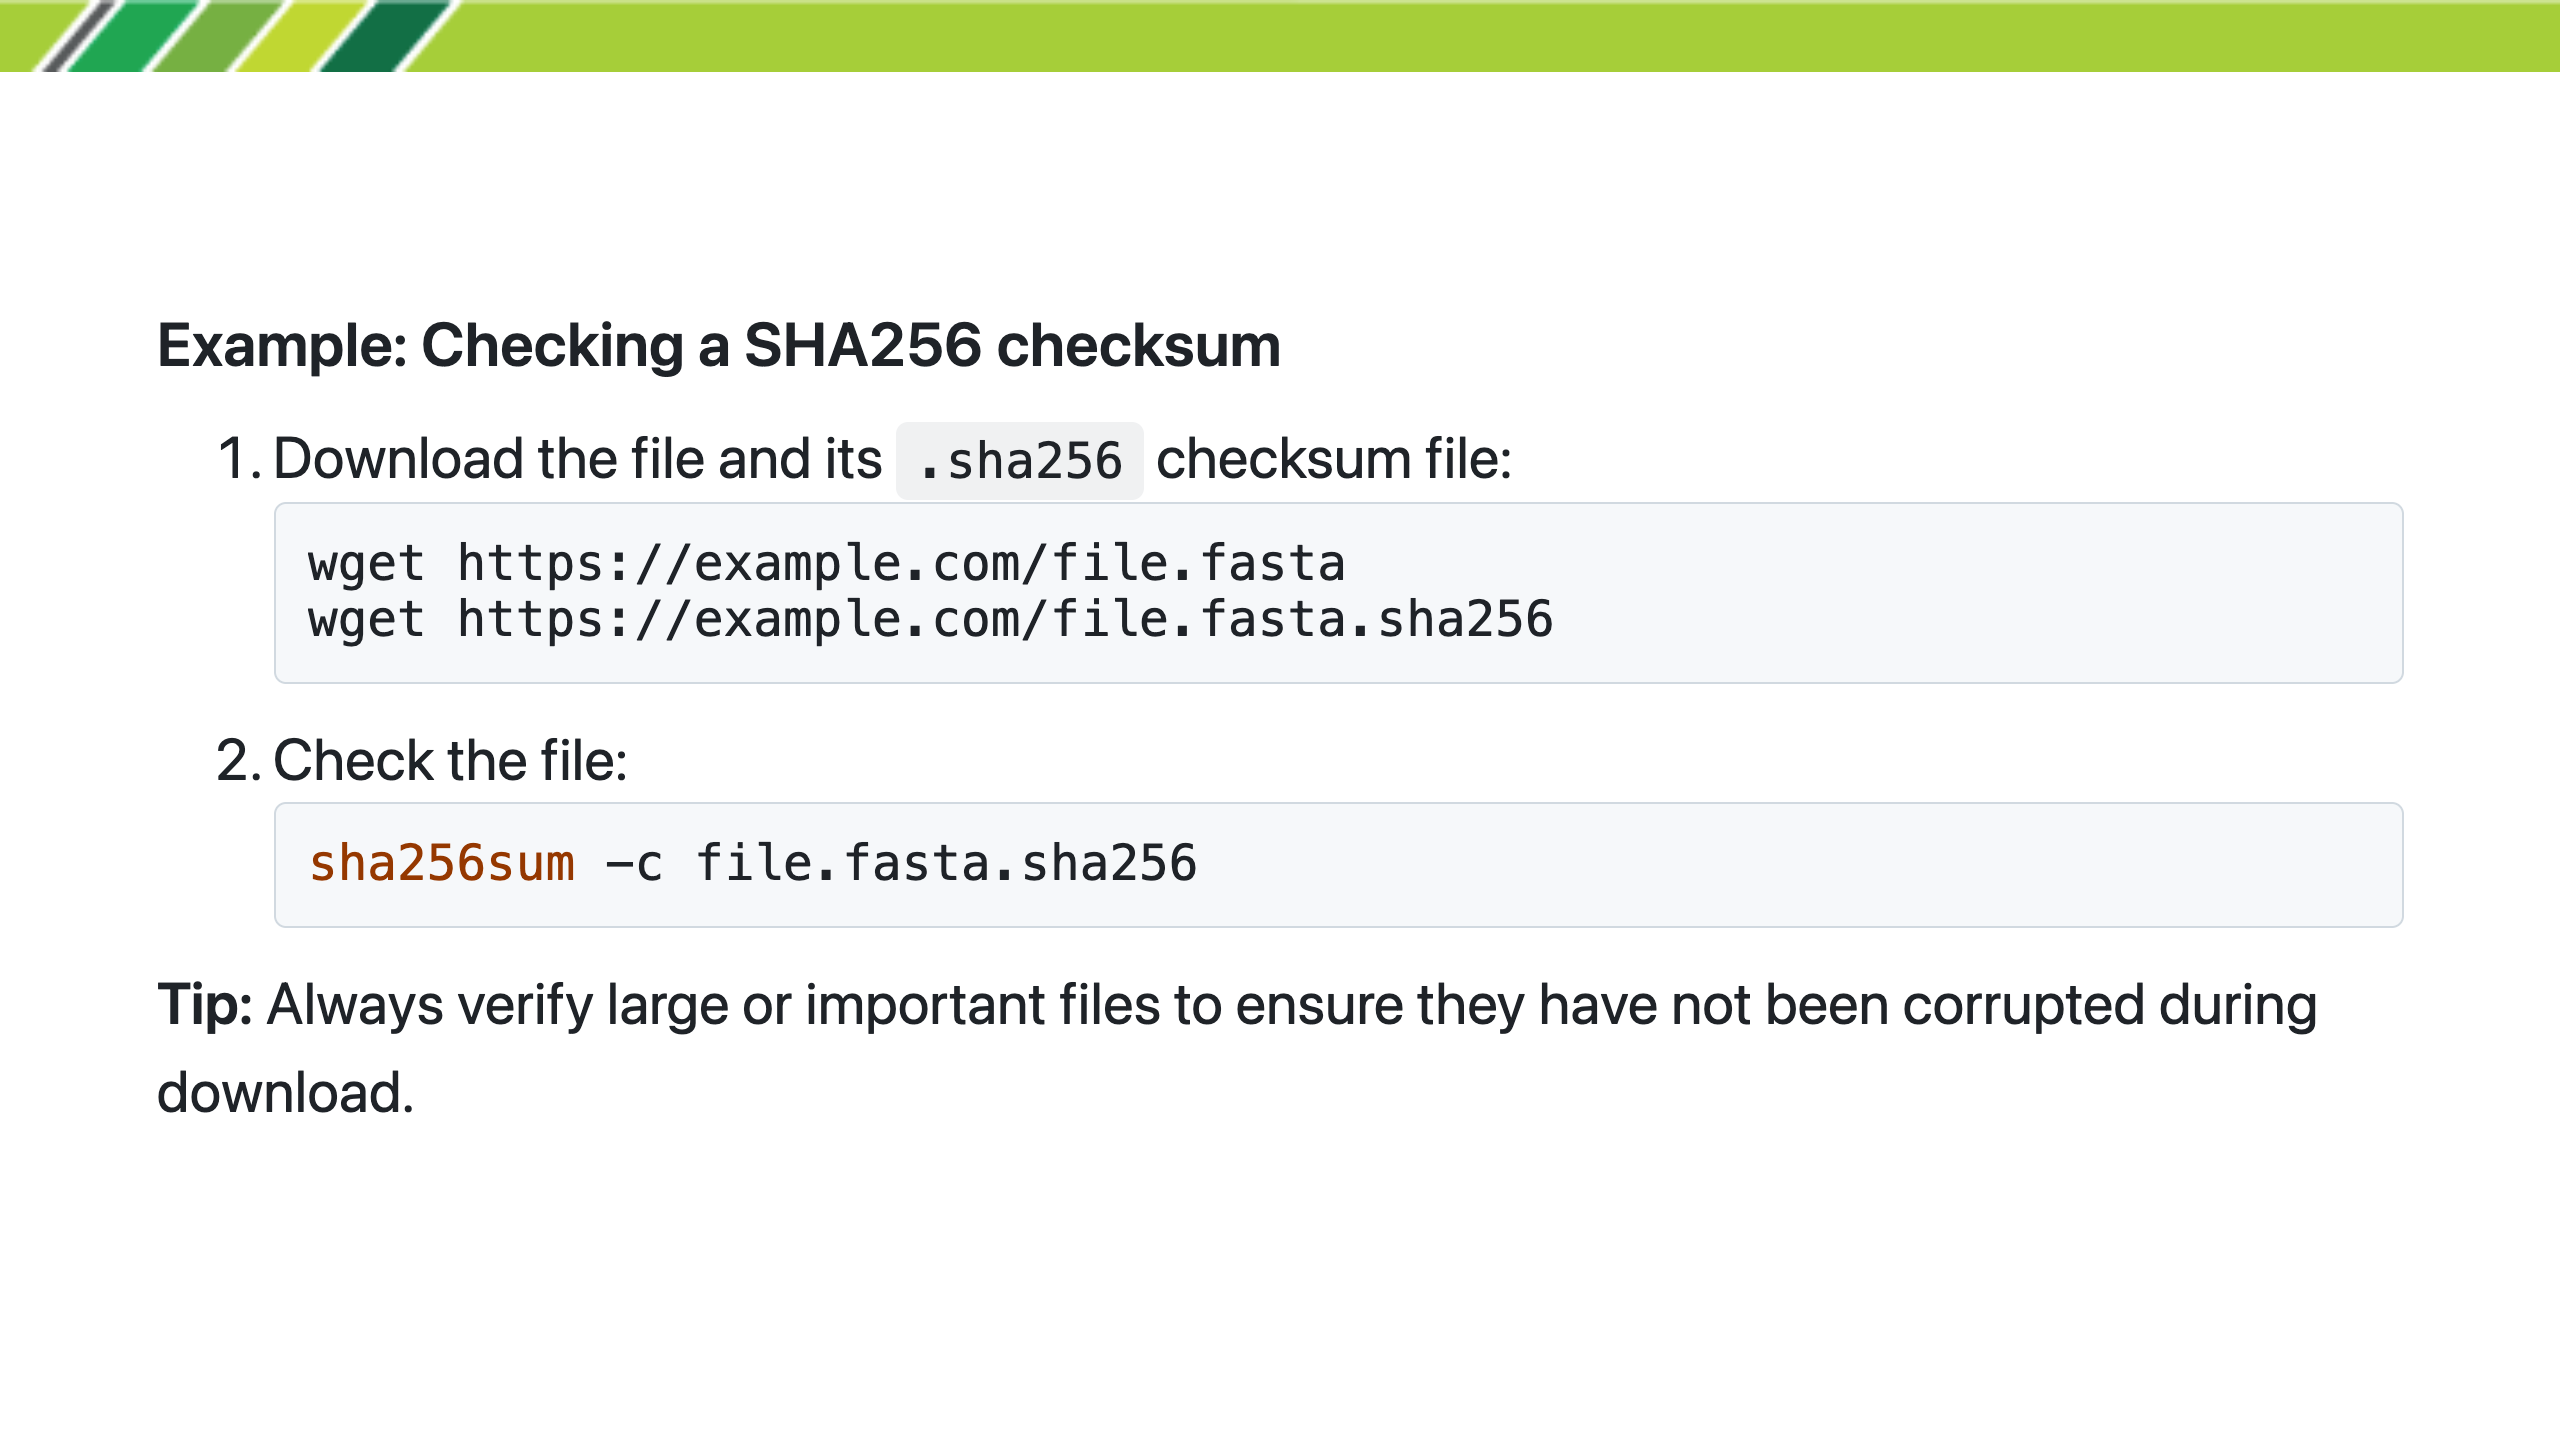 Example: Checking a SHA256 checksum
1. Download the file and its .sha256 checksum file:
wget https://example.com/file.fasta
wget https://example.com/file.fasta.sha256
2. Check the file:
sha256sum -c file.fasta.sha256
Tip: Always verify large or important files to ensure they have not been corrupted during
download.